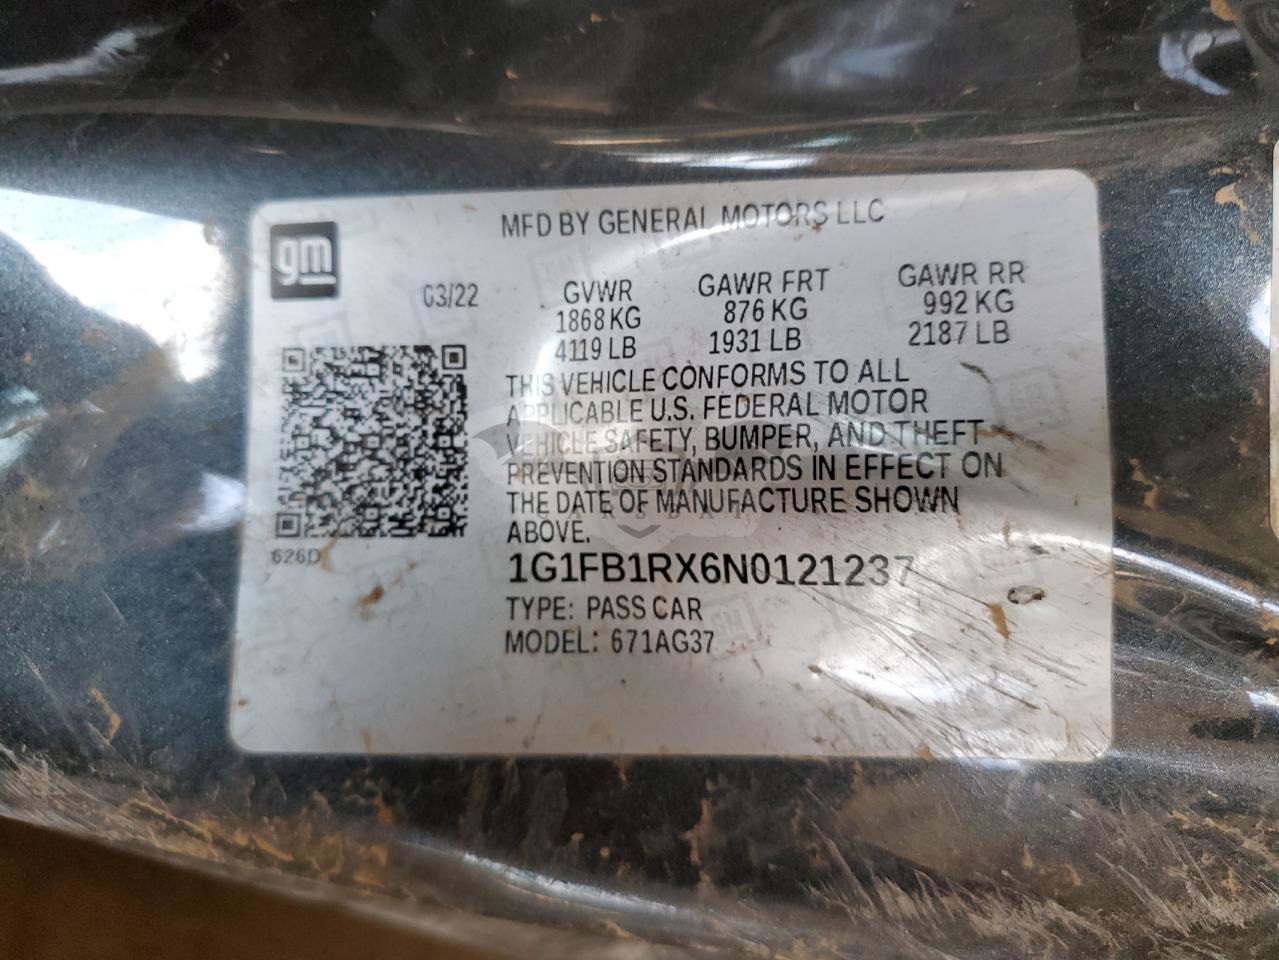 gm
MFD BY GENERAL MOTORS LLC
03/22
GVWR GAWR FRT GAWR RR
1868 KG 876 KG 992 KG
4119 LB 1931 LB 2187 LB
THIS VEHICLE CONFORMS TO ALL
APPLICABLE U.S. FEDERAL MOTOR
VEHICLE SAFETY, BUMPER, AND THEFT
PREVENTION STANDARDS IN EFFECT ON
THE DATE OF MANUFACTURE SHOWN
ABOVE.
626D
1G1FB1RX6N0121237
TYPE: PASS CAR
MODEL: 671AG37